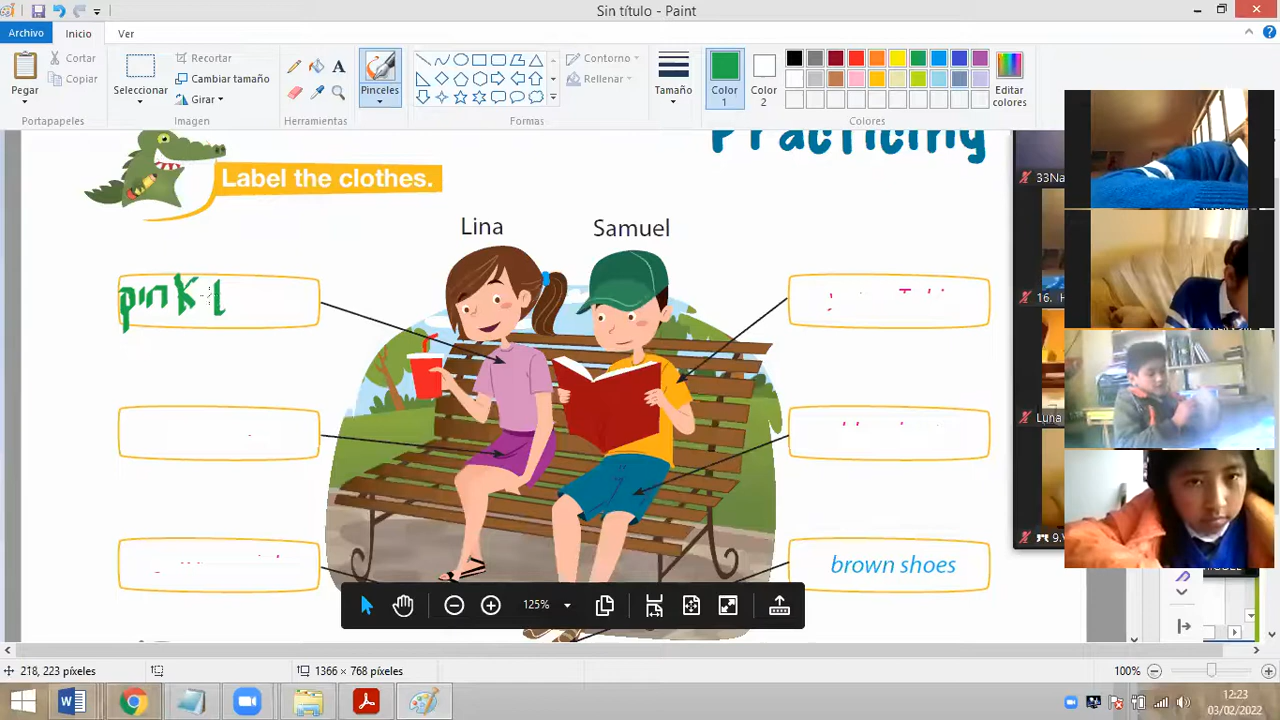 Sin título - Paint
Archivo
Inicio
Ver
Pegar
Cortar
Copiar
Portapapeles
Seleccionar
Recortar
Cambiar tamaño
Girar
Imagen
Herramientas
Pinceles
Contorno
Rellenar
Formas
Tamaño
Color
1
Color
2
Editar
colores
Colores
Practicing
Label the clothes.
Lina
Samuel
pink
brown shoes
33Na
16. H
Luna
9.Y
125%
218, 223 píxeles
1366 × 768 píxeles
100%
12:23
03/02/2022